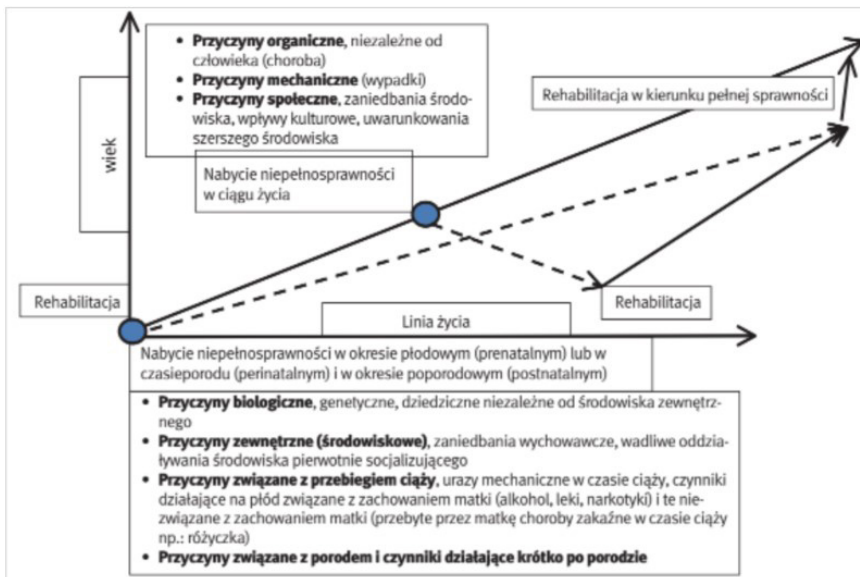 • Przyczyny organiczne, niezależne od
człowieka (choroba)
• Przyczyny mechaniczne (wypadki)
• Przyczyny społeczne, zaniedbania środo-
wiska, wpływy kulturowe, uwarunkowania
szerszego środowiska
Rehabilitacja w kierunku pełnej sprawności
wiek
Nabycie niepełnosprawności
w ciągu życia
Rehabilitacja
Linia życia
Rehabilitacja
Nabycie niepełnosprawności w okresie płodowym (prenatalnym) lub w
czasieporodu (perinatalnym) i w okresie poporodowym (postnatalnym)
• Przyczyny biologiczne, genetyczne, dziedziczne niezależne od środowiska zewnętrz-
nego
• Przyczyny zewnętrzne (środowiskowe), zaniedbania wychowawcze, wadliwe oddzia-
ływania środowiska pierwotnie socjalizującego
• Przyczyny związane z przebiegiem ciąży, urazy mechaniczne w czasie ciąży, czynniki
działające na płód związane z zachowaniem matki (alkohol, leki, narkotyki) i te nie-
związane z zachowaniem matki (przebyte przez matkę choroby zakaźne w czasie ciąży
np.: różyczka)
• Przyczyny związane z porodem i czynniki działające krótko po porodzie